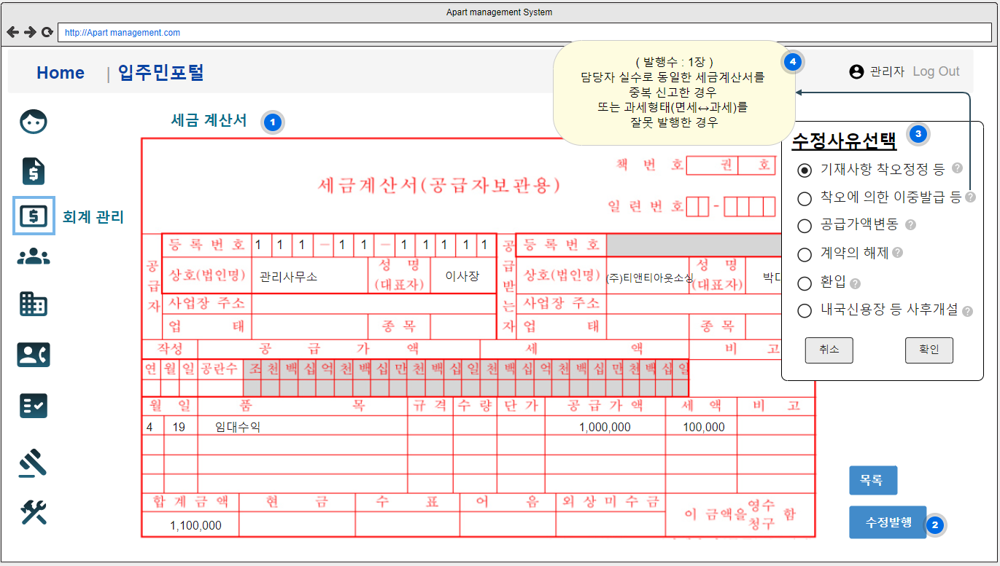 Apart management System
http://Apart management.com
Home | 입주민포털
관리자 Log Out
( 발행수 : 1장 )
담당자 실수로 동일한 세금계산서를
중복 신고한 경우
또는 과세형태(면세↔과세)를
잘못 발행한 경우
4
세금 계산서 1
회계 관리
세금계산서(공급자보관용)
책 번 호 권 호
일 련 번 호 -
공급자
등 록 번 호 1 1 1 - 1 1 - 1 1 1 1 1
상호(법인명) 관리사무소 성 명 (대표자) 이사장
사업장 주소
업 태 종 목
공급받는자
등 록 번 호
상호(법인명) (주)티앤티아웃소싱 성 명 (대표자) 박
사업장 주소
업 태 종 목
작성 공 급 가 액 세 액 비 고
연 월 일 공란수 조 천 백 십 억 천 백 십 만 천 백 십 일 천 백 십 억 천 백 십 만 천 백 십 일
월 일 품 목 규 격 수 량 단 가 공 급 가 액 세 액 비 고
4 19 임대수익 1,000,000 100,000
합 계 금 액 현 금 수 표 어 음 외 상 미 수 금
1,100,000
이 금액을 영수 청구 함
수정사유선택 3
기재사항 착오정정 등 ?
착오에 의한 이중발급 등 ?
공급가액변동 ?
계약의 해제 ?
환입 ?
내국신용장 등 사후개설 ?
취소 확인
목록
수정발행 2